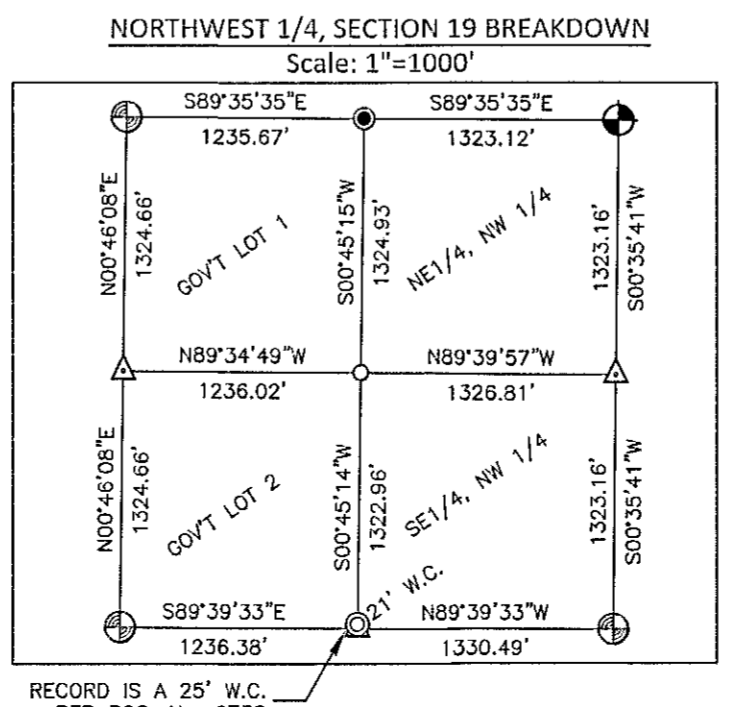 NORTHWEST 1/4, SECTION 19 BREAKDOWN
Scale: 1"=1000'
S89°35'35"E
S89°35'35"E
1235.67'
1323.12'
N00°46'08"E
1324.66'
GOV'T LOT 1
S00°45'15"W
1324.93'
NE1/4, NW 1/4
1323.16'
S00°35'41"W
N89°34'49"W
N89°39'57"W
1236.02'
1326.81'
N00°46'08"E
1324.66'
GOV'T LOT 2
S00°45'14"W
1322.96'
SE1/4, NW 1/4
1323.16'
S00°35'41"W
21' W.C.
S89°39'33"E
N89°39'33"W
1236.38'
1330.49'
RECORD IS A 25' W.C.